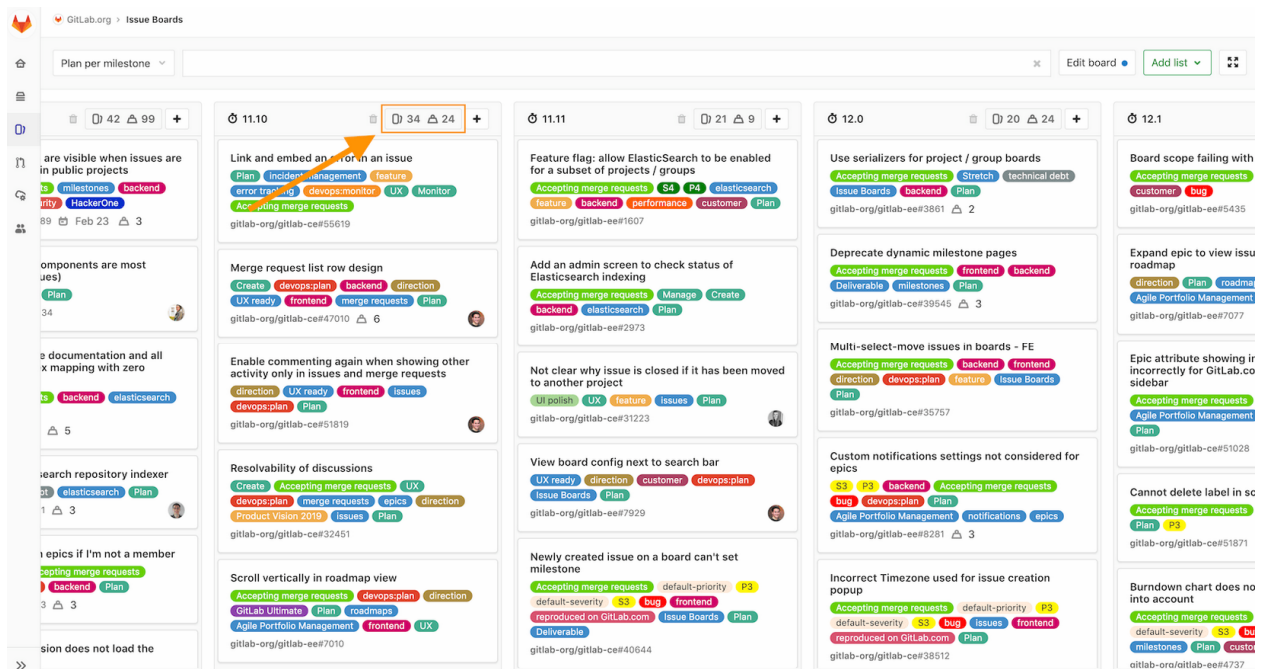 GitLab.org › Issue Boards
Plan per milestone
Edit board
Add list
42 99
are visible when issues are
in public projects
milestones backend
HackerOne
Feb 23 3
omponents are most
Plan
34
documentation and all
x mapping with zero
backend elasticsearch
5
search repository indexer
elasticsearch Plan
3
epics if I'm not a member
cepting merge requests
backend Plan
3
sion does not load the
11.10 34 24
Link and embed an error in an issue
Plan incident management feature
error tracking devops:monitor UX Monitor
Accepting merge requests
gitlab-org/gitlab-ce#55619
Merge request list row design
Create devops:plan backend direction
UX ready frontend merge requests Plan
gitlab-org/gitlab-ce#47010 6
Enable commenting again when showing other
activity only in issues and merge requests
direction UX ready frontend issues
devops:plan Plan
gitlab-org/gitlab-ce#51819
Resolvability of discussions
Create Accepting merge requests UX
devops:plan merge requests epics direction
Product Vision 2019 issues Plan
gitlab-org/gitlab-ce#32451
Scroll vertically in roadmap view
Accepting merge requests devops:plan direction
GitLab Ultimate Plan roadmaps
Agile Portfolio Management frontend UX
gitlab-org/gitlab-ee#7010
11.11 21 9
Feature flag: allow ElasticSearch to be enabled
for a subset of projects / groups
Accepting merge requests S4 P4 elasticsearch
feature backend performance customer Plan
gitlab-org/gitlab-ee#1607
Add an admin screen to check status of
Elasticsearch indexing
Accepting merge requests Manage Create
backend elasticsearch Plan
gitlab-org/gitlab-ee#2973
Not clear why issue is closed if it has been moved
to another project
UI polish UX feature issues Plan
gitlab-org/gitlab-ce#31223
View board config next to search bar
UX ready direction customer devops:plan
Issue Boards Plan
gitlab-org/gitlab-ee#7929
Newly created issue on a board can't set
milestone
Accepting merge requests default-priority P3
default-severity S3 bug frontend
reproduced on GitLab.com Issue Boards Plan
Deliverable
gitlab-org/gitlab-ce#40644
12.0 20 24
Use serializers for project / group boards
Accepting merge requests Stretch technical debt
Issue Boards backend Plan
gitlab-org/gitlab-ee#3861 2
Deprecate dynamic milestone pages
Accepting merge requests frontend backend
Deliverable milestones Plan
gitlab-org/gitlab-ce#39545 3
Multi-select-move issues in boards - FE
Accepting merge requests backend frontend
direction devops:plan feature Issue Boards
Plan
gitlab-org/gitlab-ce#35757
Custom notifications settings not considered for
epics
S3 P3 backend Accepting merge requests
bug devops:plan Plan
Agile Portfolio Management notifications epics
gitlab-org/gitlab-ee#8281 3
Incorrect Timezone used for issue creation
popup
Accepting merge requests default-priority P3
default-severity S3 bug issues frontend
reproduced on GitLab.com Plan
gitlab-org/gitlab-ce#38512
12.1
Board scope failing with
Accepting merge requests
customer bug
gitlab-org/gitlab-ee#5435
Expand epic to view issu
roadmap
direction Plan roadma
Agile Portfolio Management
gitlab-org/gitlab-ee#7077
Epic attribute showing ir
incorrectly for GitLab.co
sidebar
Accepting merge requests
Agile Portfolio Management
Plan
gitlab-org/gitlab-ce#51028
Cannot delete label in sc
Accepting merge requests
Plan P3
gitlab-org/gitlab-ce#51871
Burndown chart does no
into account
Accepting merge requests
default-severity S3 bu
milestones Plan custo
gitlab-org/gitlab-ee#4737